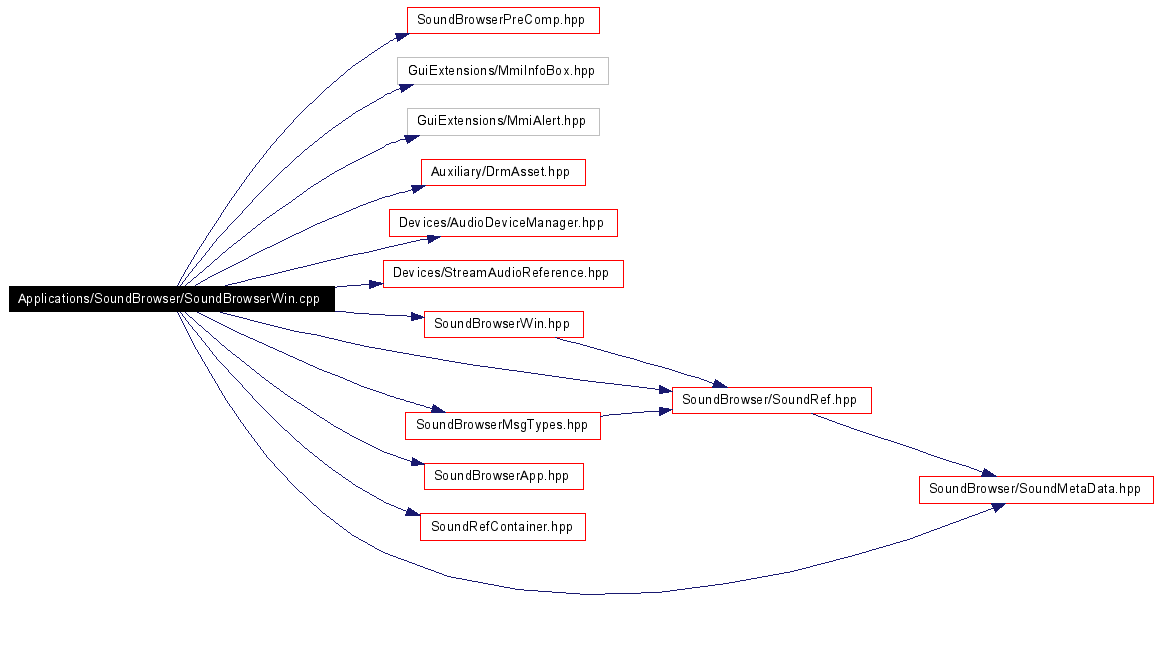 SoundBrowserPreComp.hpp
GuiExtensions/MmiInfoBox.hpp
GuiExtensions/MmiAlert.hpp
Auxiliary/DrmAsset.hpp
Devices/AudioDeviceManager.hpp
Devices/StreamAudioReference.hpp
Applications/SoundBrowser/SoundBrowserWin.cpp
SoundBrowserWin.hpp
SoundBrowser/SoundRef.hpp
SoundBrowserMsgTypes.hpp
SoundBrowserApp.hpp
SoundBrowser/SoundMetaData.hpp
SoundRefContainer.hpp